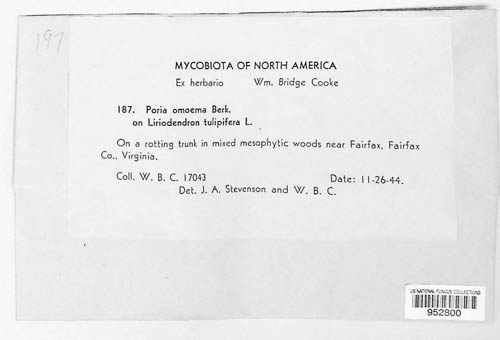 197
MYCOBIOTA OF NORTH AMERICA
Ex herbario Wm. Bridge Cooke
187. Poria omoema Berk.
on Liriodendron tulipifera L.
On a rotting trunk in mixed mesophytic woods near Fairfax, Fairfax
Co., Virginia.
Coll. W. B. C. 17043 Date: 11-26-44.
Det. J. A. Stevenson and W. B. C.
US NATIONAL FUNGUS COLLECTIONS
952800